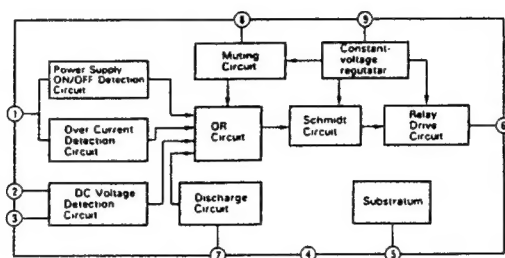 8
9
Power Supply
ON/OFF Detection
Circuit
Muting
Circuit
Constant-
voltage
regutatar
1
Over Current
Detection
Circuit
OR
Circuit
Schmidt
Circuit
Relay
Drive
Circuit
6
2
3
DC Voltage
Detection
Circuit
Discharge
Circuit
Substratum
7
4
5